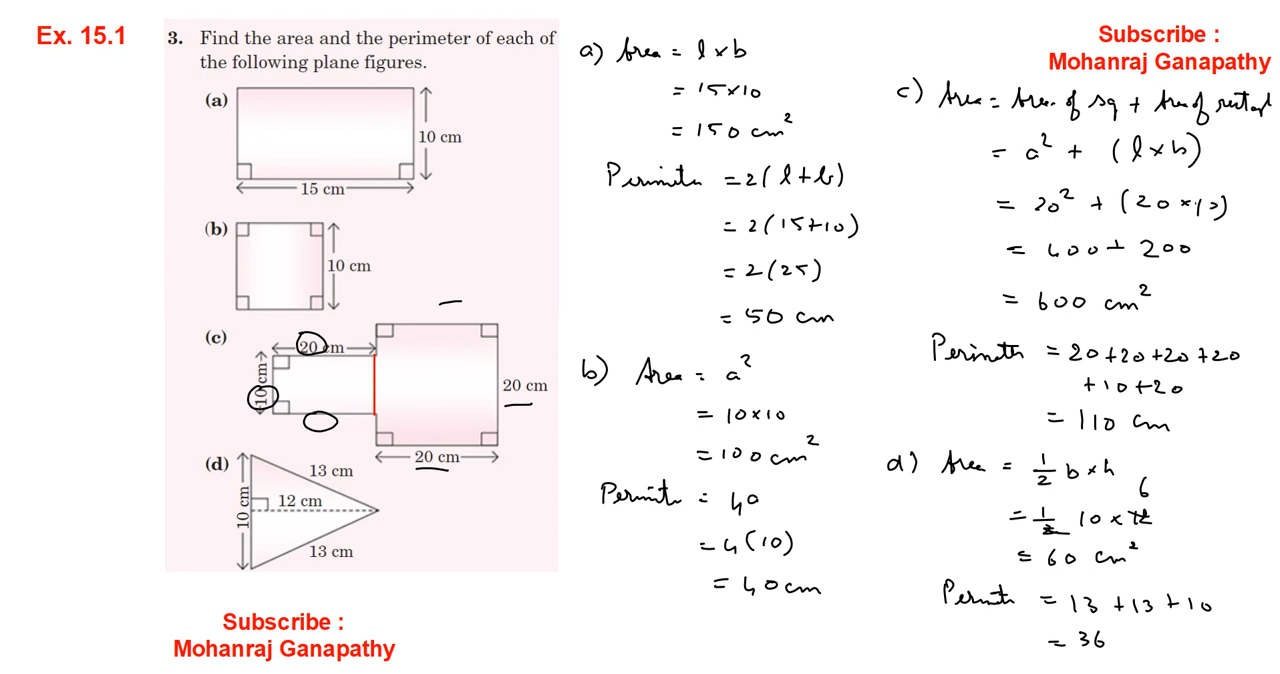 Ex. 15.1
3. Find the area and the perimeter of each of
the following plane figures.
(a)
10 cm
15 cm
(b)
10 cm
(c)
20 cm
10 cm
20 cm
20 cm
(d)
13 cm
10 cm
12 cm
13 cm
Subscribe :
Mohanraj Ganapathy
a) Area = l × b
= 15×10
= 150 cm²
= 2(l+b)
= 2(15+10)
= 2(25)
= 50 cm
b) Area = a²
= 10×10
= 100 cm²
= 4a
= 4(10)
= 40 cm
Subscribe :
Mohanraj Ganapathy
c) Area = Area of sq + Area of
= a² + (l×b)
= 20² + (20×10)
= 400 + 200
= 600 cm²
= 20+20+20+20
+10+20
= 110 cm
d) Area = 1/2 b×h
6
= 1/2 10×12
= 60 cm²
= 13+13+10
= 36